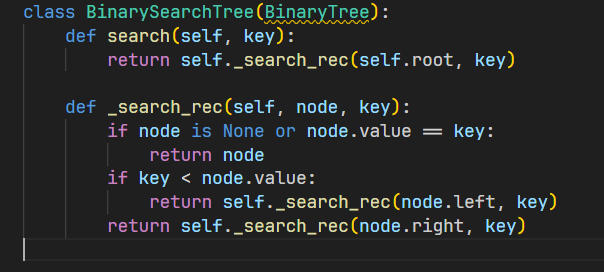 class BinarySearchTree(BinaryTree):
    def search(self, key):
        return self._search_rec(self.root, key)

    def _search_rec(self, node, key):
        if node is None or node.value == key:
            return node
        if key < node.value:
            return self._search_rec(node.left, key)
        return self._search_rec(node.right, key)